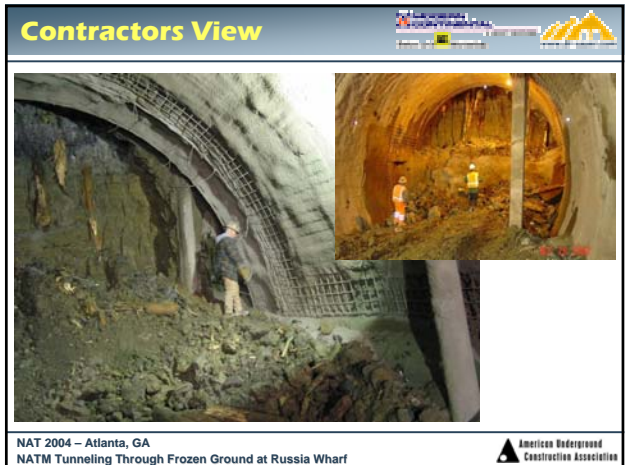 Contractors View
NAT 2004 – Atlanta, GA
NATM Tunneling Through Frozen Ground at Russia Wharf
American Underground
Construction Association